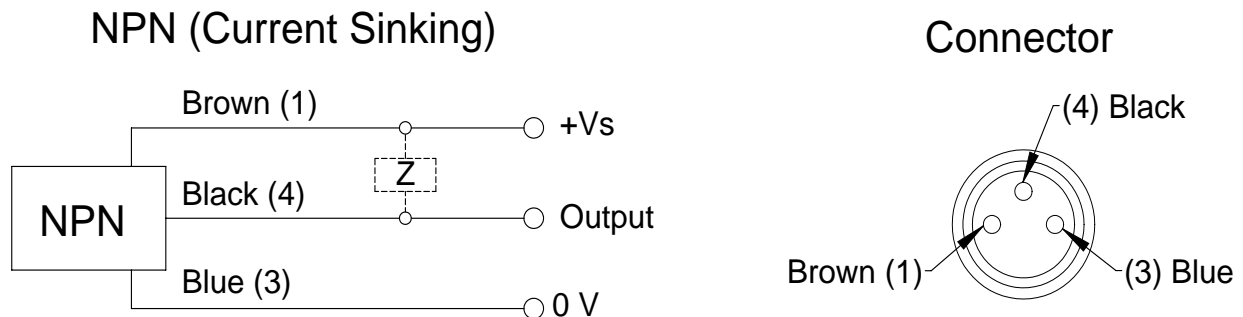 NPN (Current Sinking)
Brown (1)
+Vs
Z
Black (4)
NPN
Output
Blue (3)
0 V
Connector
(4) Black
Brown (1)
(3) Blue